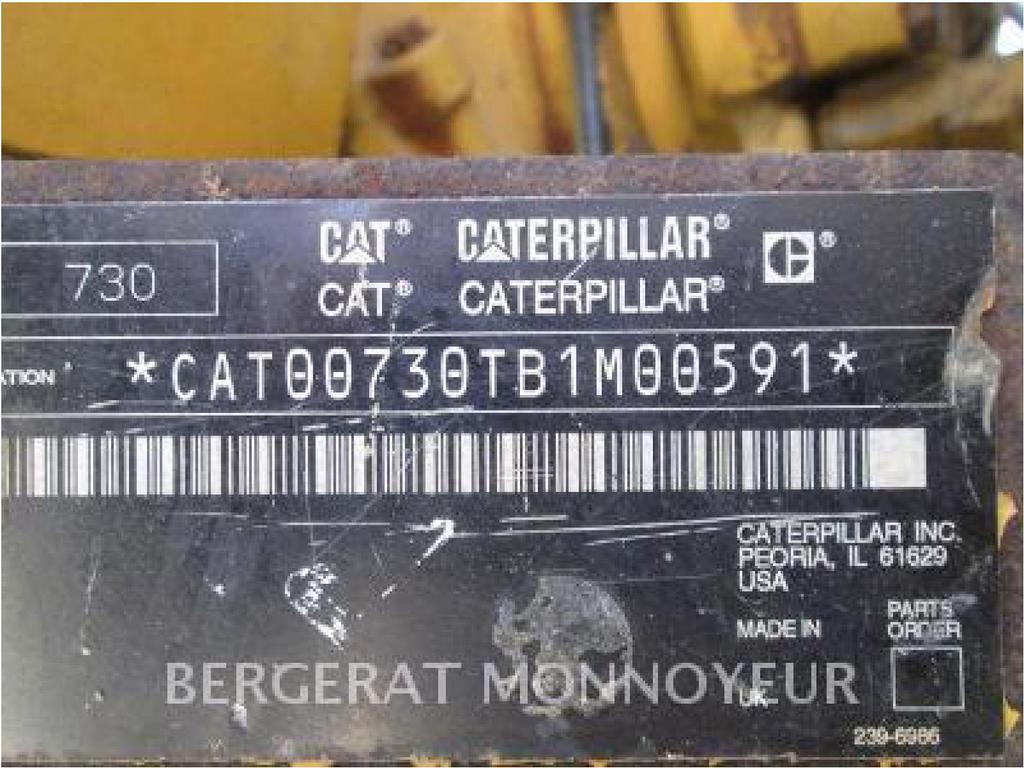 CAT® CATERPILLAR® ®
730
CAT® CATERPILLAR®
*CAT00730TB1M00591*
CATERPILLAR INC.
PEORIA, IL 61629
USA
PARTS
MADE IN ORDER
BERGERAT MONNOYEUR
UK
239-6986